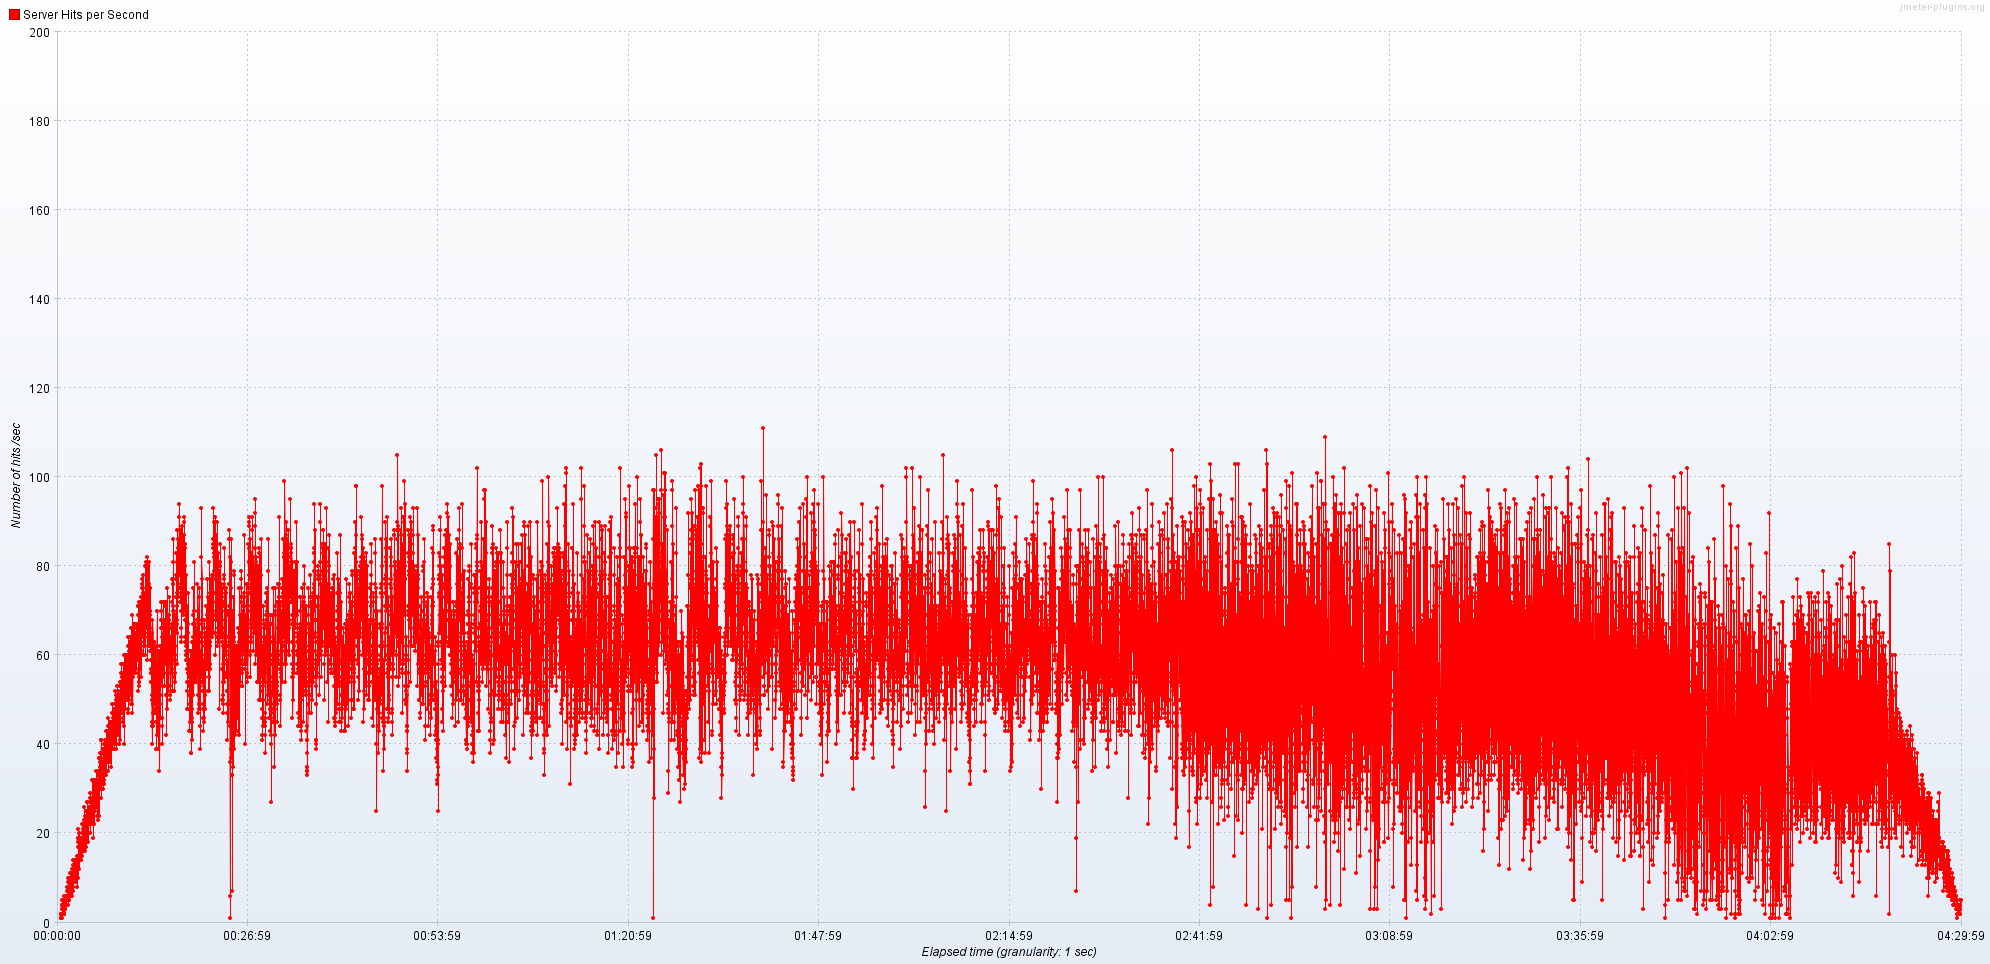 Server Hits per Second
jmeter-plugins.org
200
180
160
140
120
100
80
60
40
20
0
Number of hits /sec
00:00:00 00:26:59 00:53:59 01:20:59 01:47:59 02:14:59 02:41:59 03:08:59 03:35:59 04:02:59 04:29:59
Elapsed time (granularity: 1 sec)